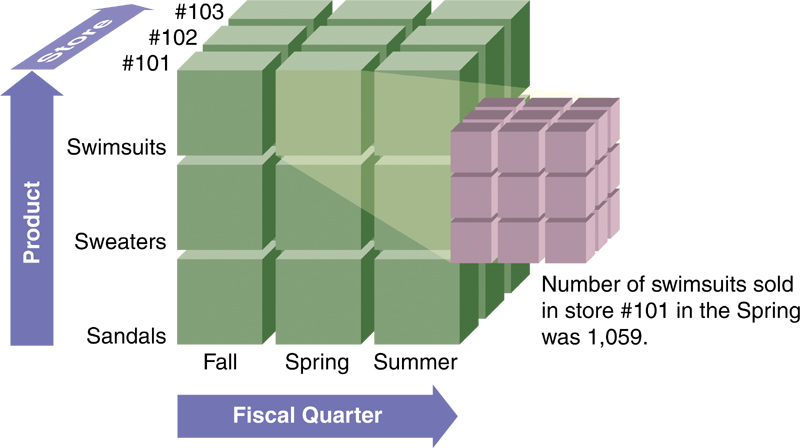 #103
#102
#101
Store
Swimsuits
Sweaters
Sandals
Product
Fall Spring Summer
Fiscal Quarter
Number of swimsuits sold
in store #101 in the Spring
was 1,059.